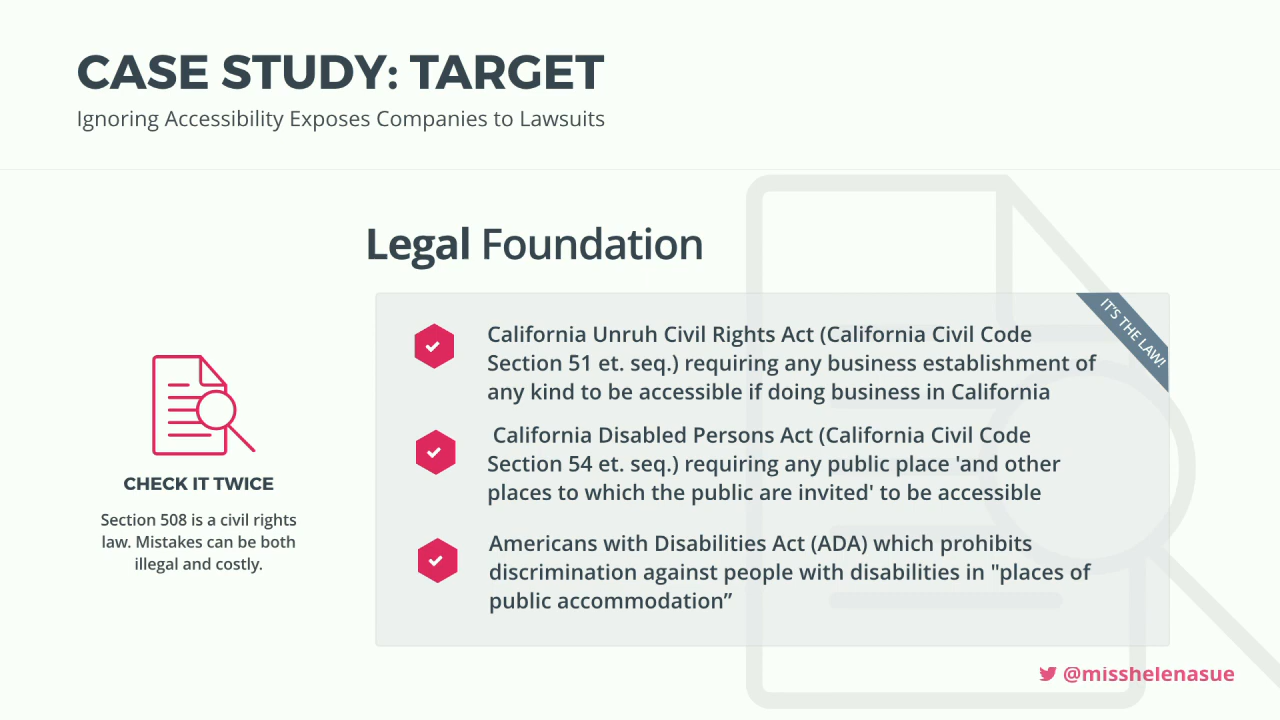 CASE STUDY: TARGET
Ignoring Accessibility Exposes Companies to Lawsuits
Legal Foundation
IT'S THE LAW!
California Unruh Civil Rights Act (California Civil Code
Section 51 et. seq.) requiring any business establishment of
any kind to be accessible if doing business in California
California Disabled Persons Act (California Civil Code
Section 54 et. seq.) requiring any public place 'and other
places to which the public are invited' to be accessible
Americans with Disabilities Act (ADA) which prohibits
discrimination against people with disabilities in "places of
public accommodation”
CHECK IT TWICE
Section 508 is a civil rights
law. Mistakes can be both
illegal and costly.
@misshelenasue